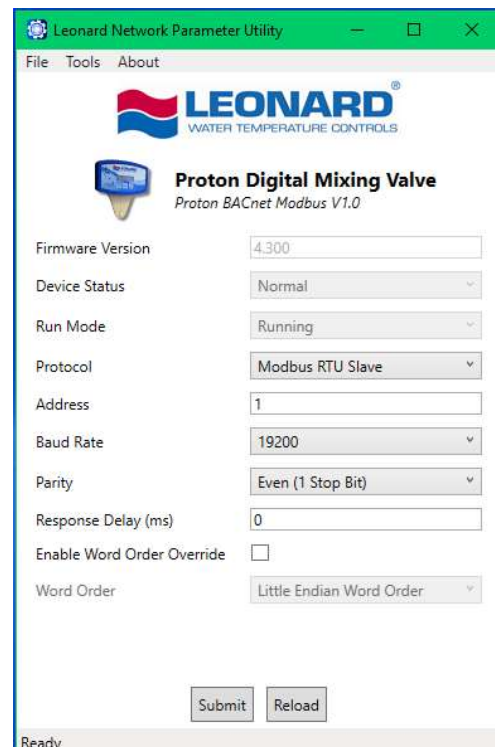 Leonard Network Parameter Utility
File Tools About
LEONARD®
WATER TEMPERATURE CONTROLS
Proton Digital Mixing Valve
Proton BACnet Modbus V1.0
Firmware Version 4.300
Device Status Normal
Run Mode Running
Protocol Modbus RTU Slave
Address 1
Baud Rate 19200
Parity Even (1 Stop Bit)
Response Delay (ms) 0
Enable Word Order Override
Word Order Little Endian Word Order
Submit Reload
Ready